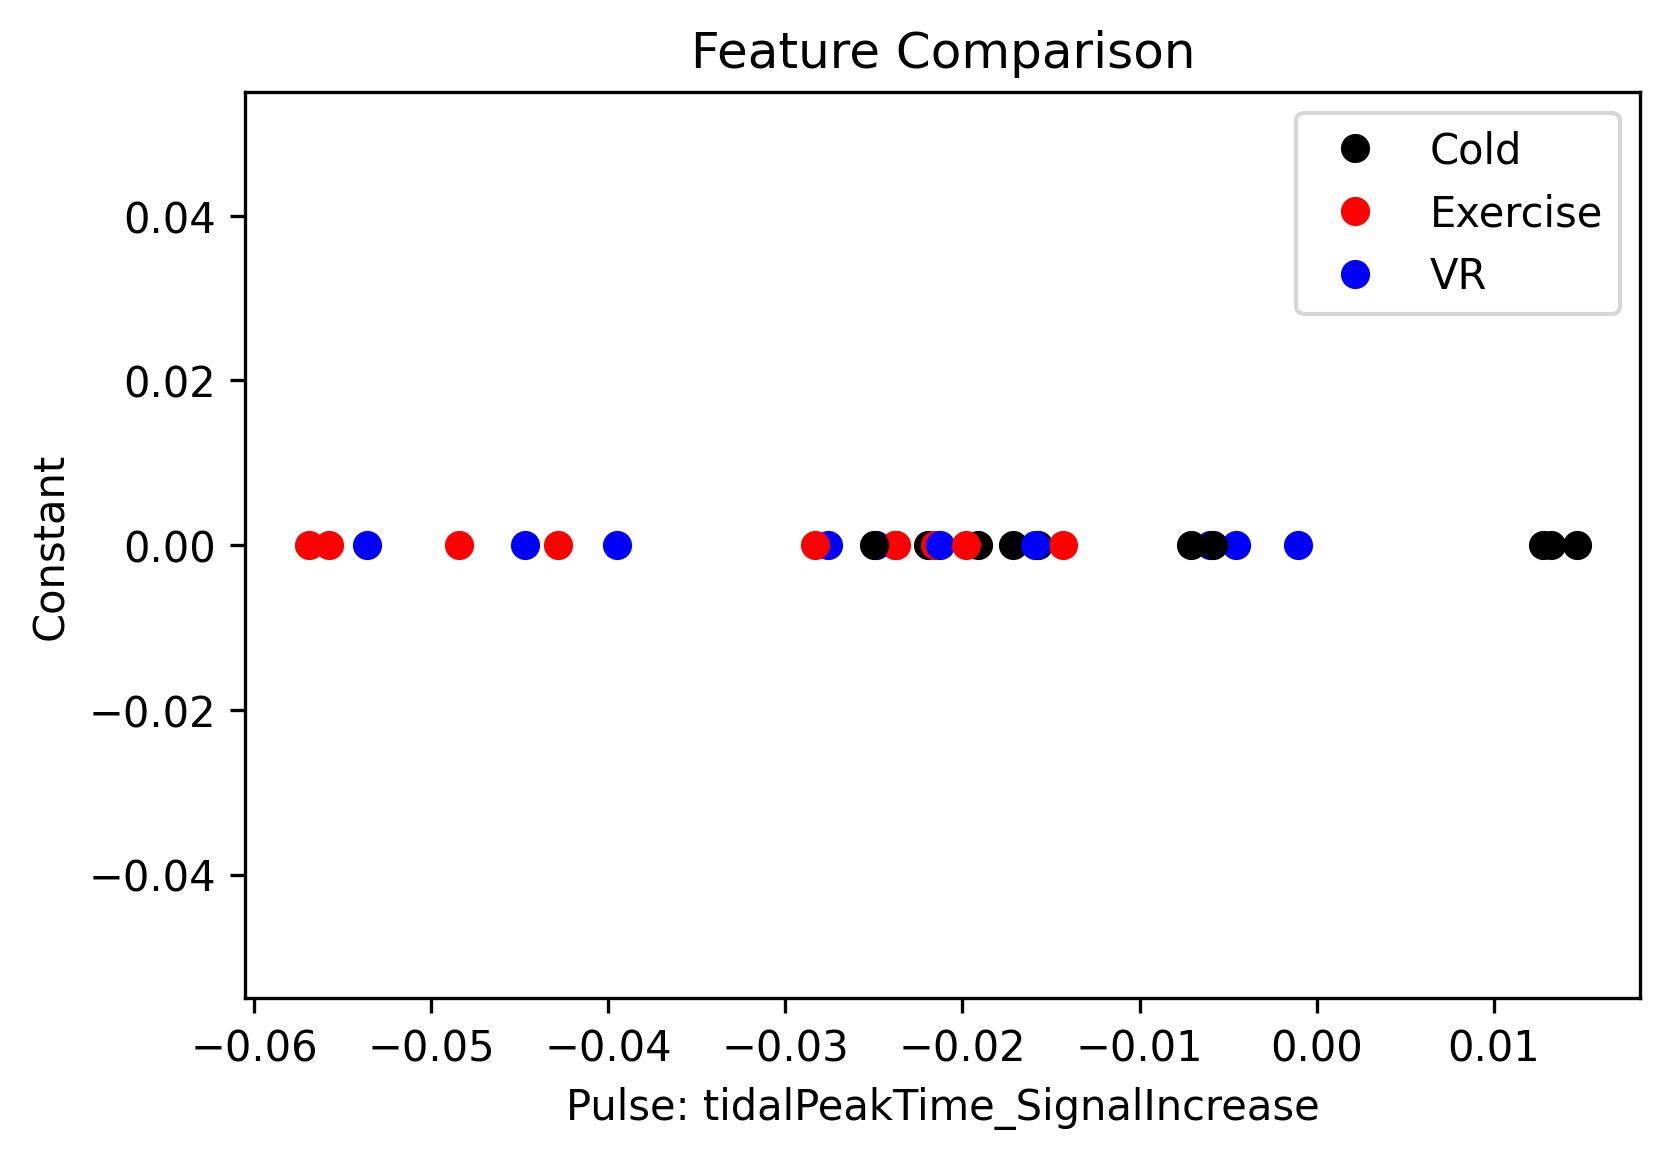 Feature Comparison
Cold
Exercise
VR
0.04
0.02
0.00
−0.02
−0.04
Constant
−0.06 −0.05 −0.04 −0.03 −0.02 −0.01 0.00 0.01
Pulse: tidalPeakTime_SignalIncrease